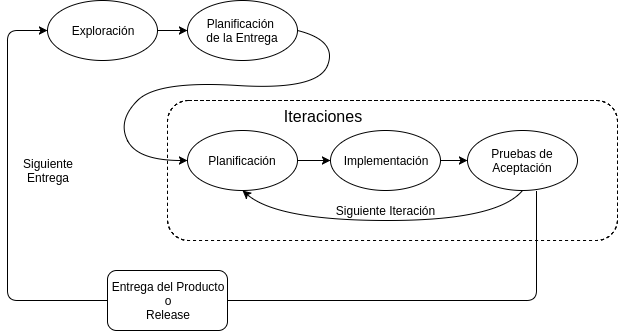 Exploración
Planificación
de la Entrega
Iteraciones
Planificación
Implementación
Pruebas de
Aceptación
Siguiente
Entrega
Siguiente Iteración
Entrega del Producto
o
Release